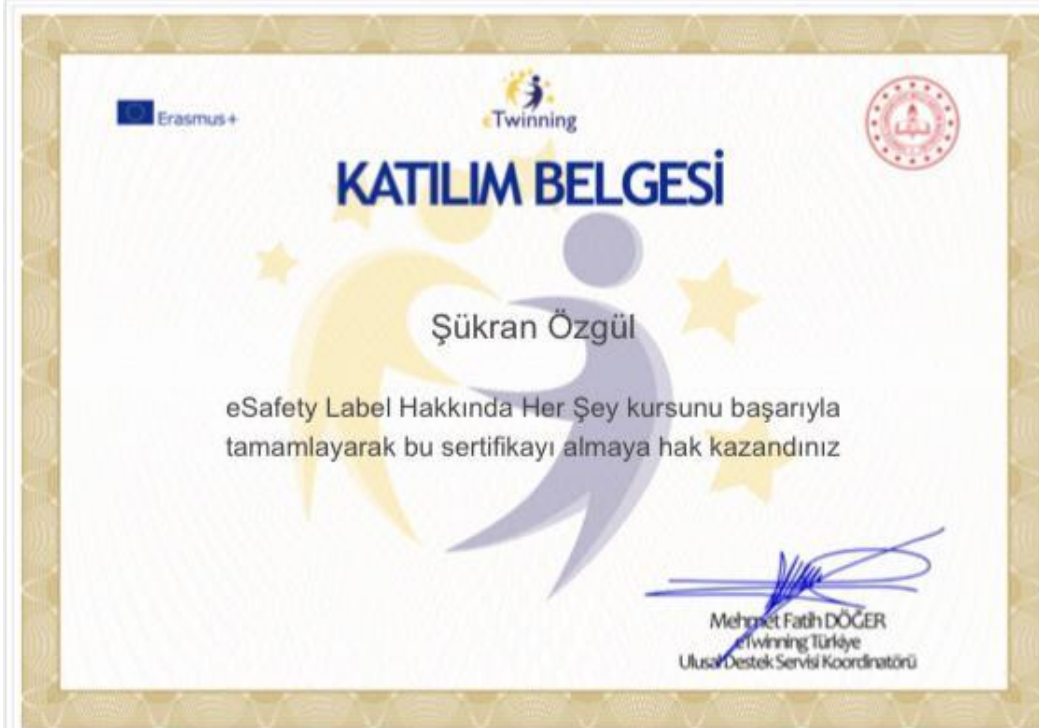 Erasmus+
eTwinning
KATILIM BELGESİ
Şükran Özgül
eSafety Label Hakkında Her Şey kursunu başarıyla
tamamlayarak bu sertifikayı almaya hak kazandınız
Mehmet Fatih DÖĞER
eTwinning Türkiye
Ulusal Destek Servisi Koordinatörü